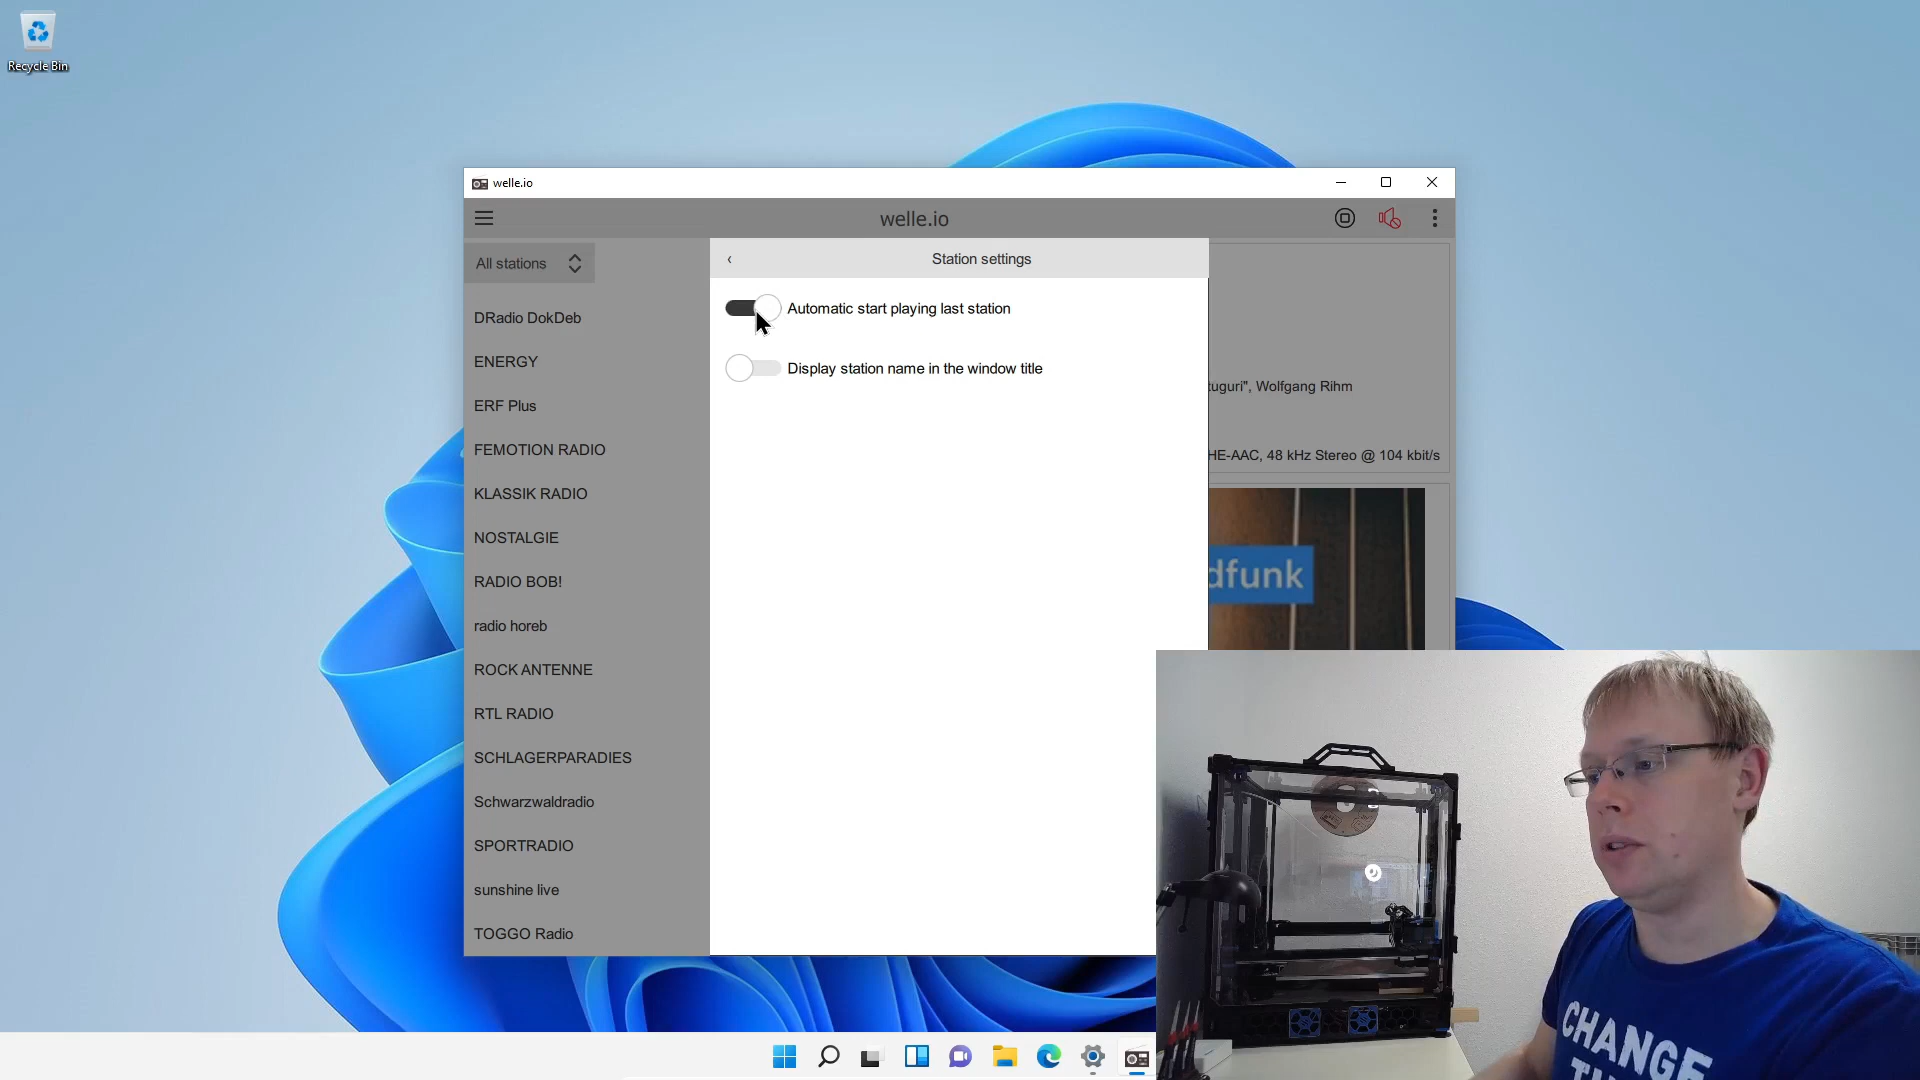 Recycle Bin
welle.io
welle.io
All stations
‹
Station settings
DRadio DokDeb
ENERGY
ERF Plus
FEMOTION RADIO
KLASSIK RADIO
NOSTALGIE
RADIO BOB!
radio horeb
ROCK ANTENNE
RTL RADIO
SCHLAGERPARADIES
Schwarzwaldradio
SPORTRADIO
sunshine live
TOGGO Radio
Automatic start playing last station
Display station name in the window title
tuguri", Wolfgang Rihm
HE-AAC, 48 kHz Stereo @ 104 kbit/s
dfunk
CHANGE